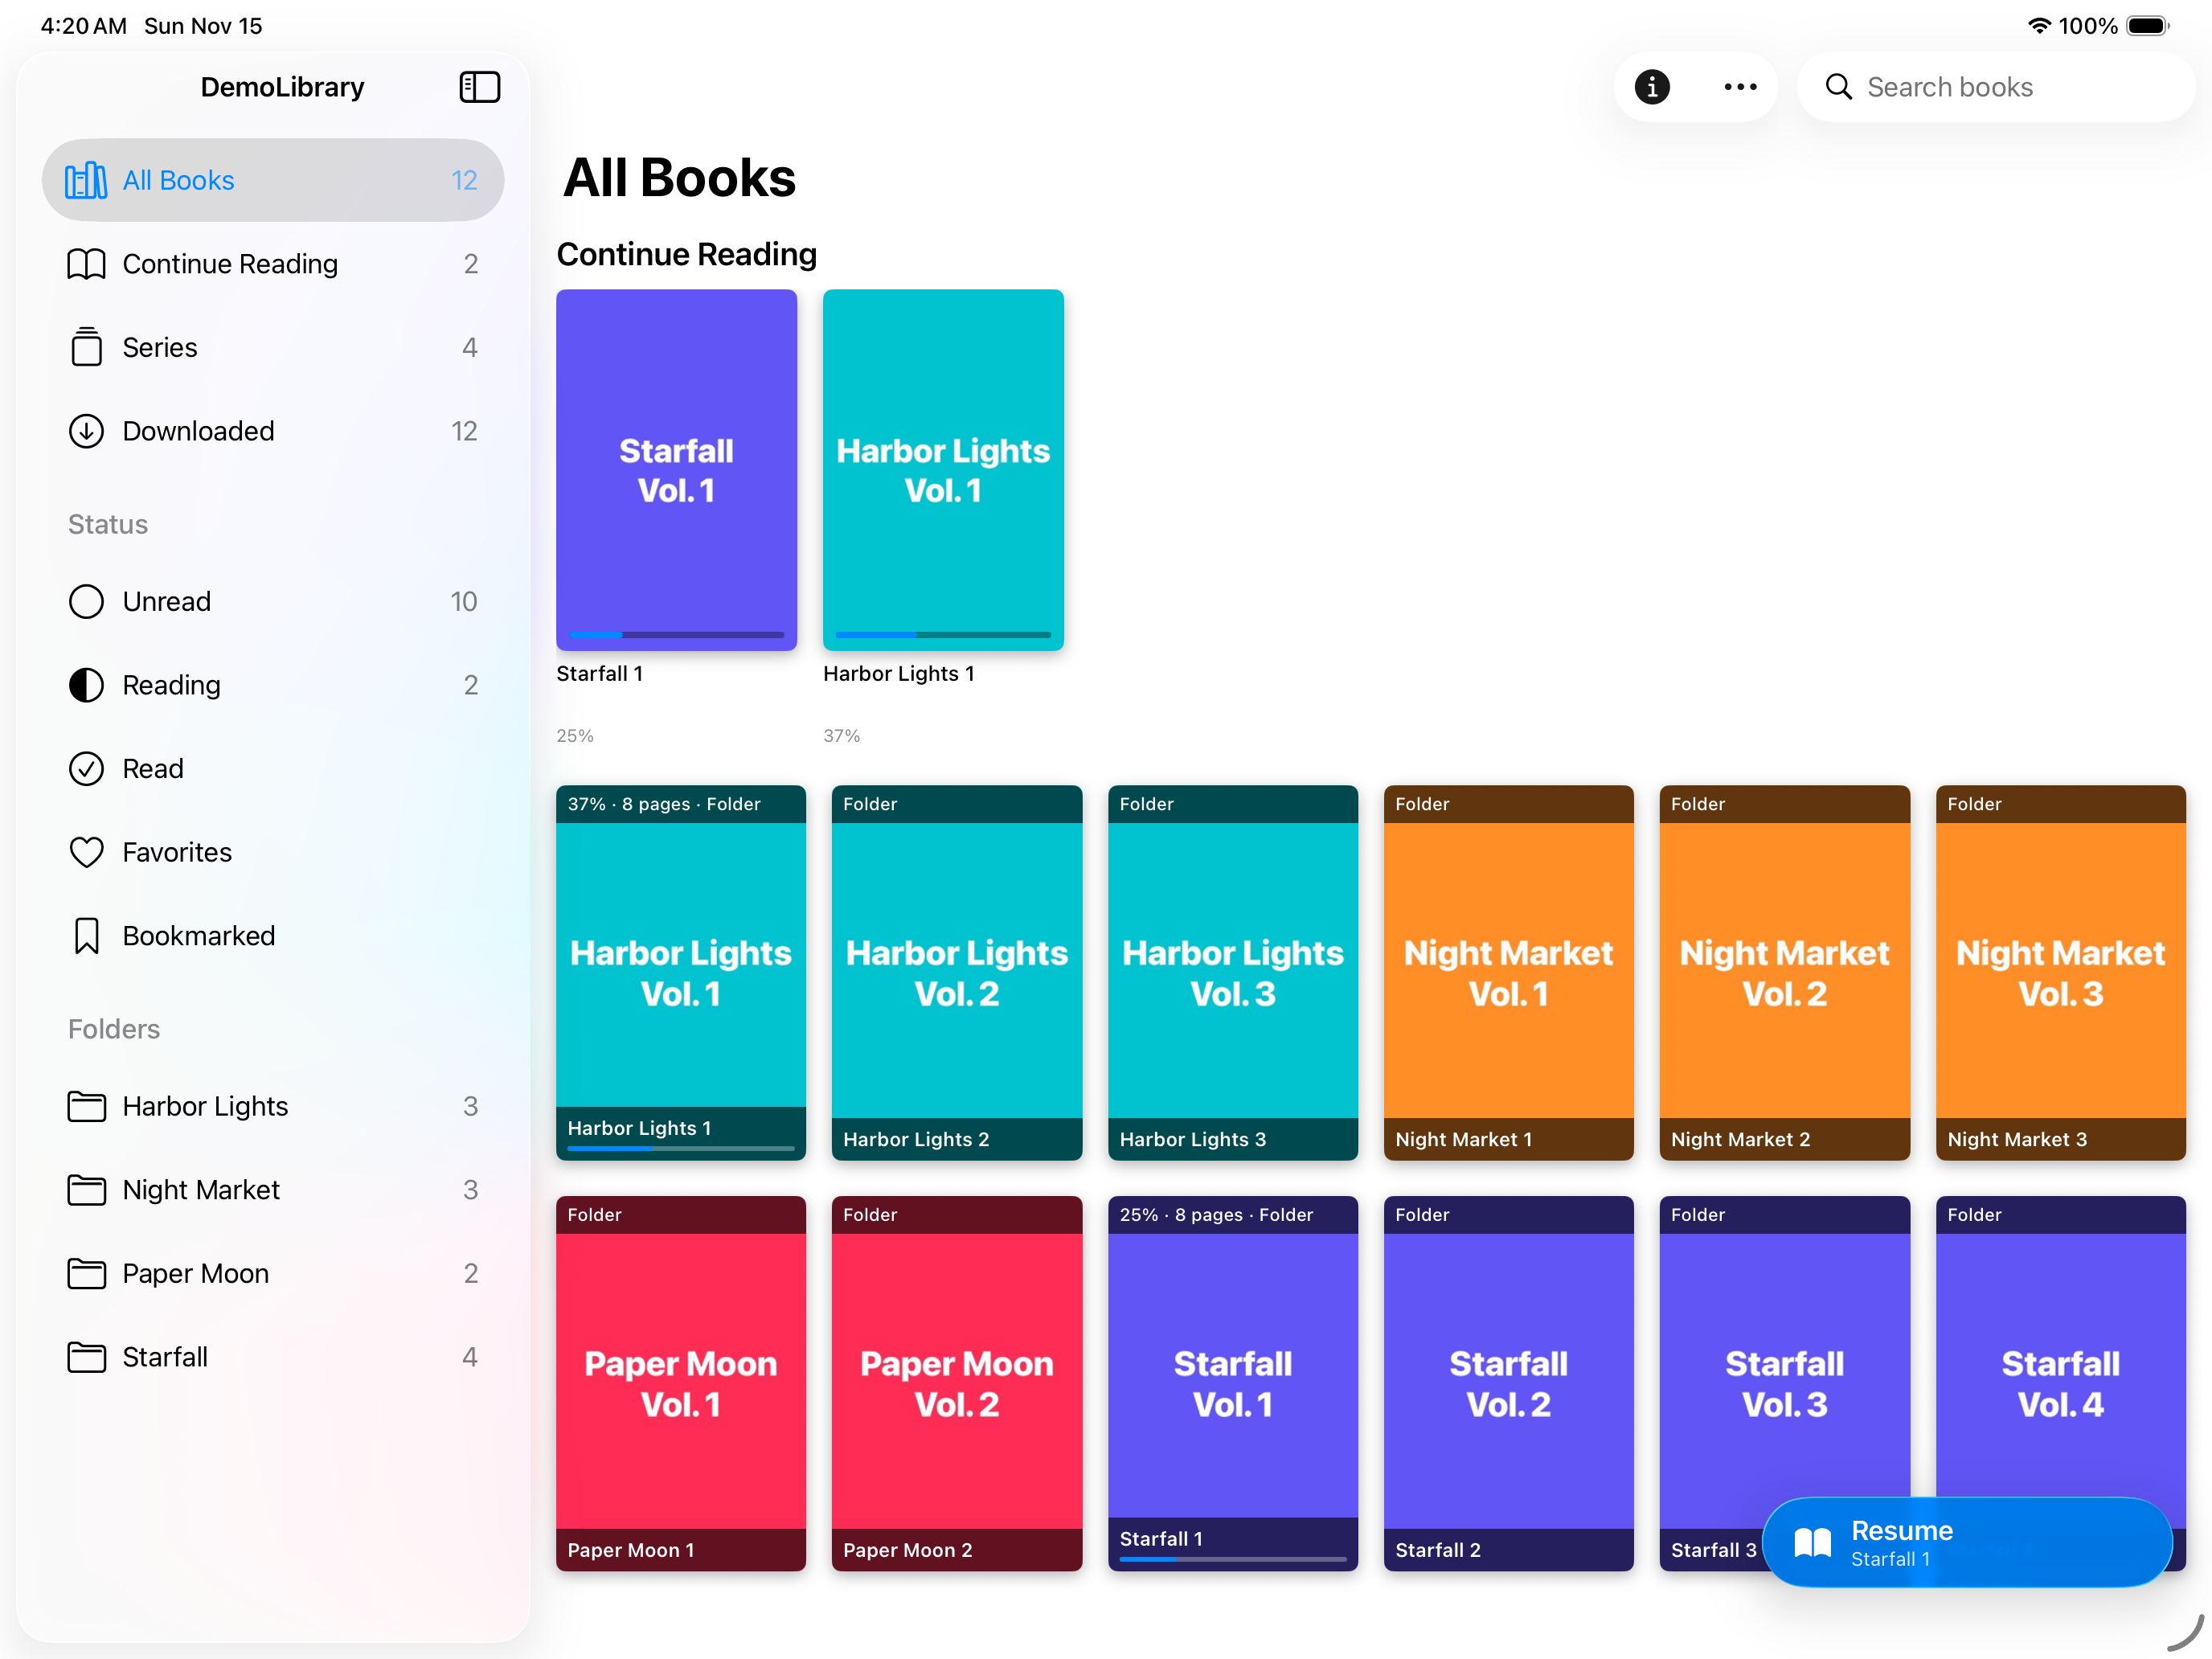 4:20 AM Sun Nov 15
100%
DemoLibrary
Search books
All Books 12
Continue Reading 2
Series 4
Downloaded 12
Status
Unread 10
Reading 2
Read
Favorites
Bookmarked
Folders
Harbor Lights 3
Night Market 3
Paper Moon 2
Starfall 4
All Books
Continue Reading
Starfall
Vol. 1
Starfall 1
25%
Harbor Lights
Vol. 1
Harbor Lights 1
37%
37% · 8 pages · Folder
Harbor Lights
Vol. 1
Harbor Lights 1
Folder
Harbor Lights
Vol. 2
Harbor Lights 2
Folder
Harbor Lights
Vol. 3
Harbor Lights 3
Folder
Night Market
Vol. 1
Night Market 1
Folder
Night Market
Vol. 2
Night Market 2
Folder
Night Market
Vol. 3
Night Market 3
Folder
Paper Moon
Vol. 1
Paper Moon 1
Folder
Paper Moon
Vol. 2
Paper Moon 2
25% · 8 pages · Folder
Starfall
Vol. 1
Starfall 1
Folder
Starfall
Vol. 2
Starfall 2
Folder
Starfall
Vol. 3
Starfall 3
Folder
Starfall
Vol. 4
Resume
Starfall 1